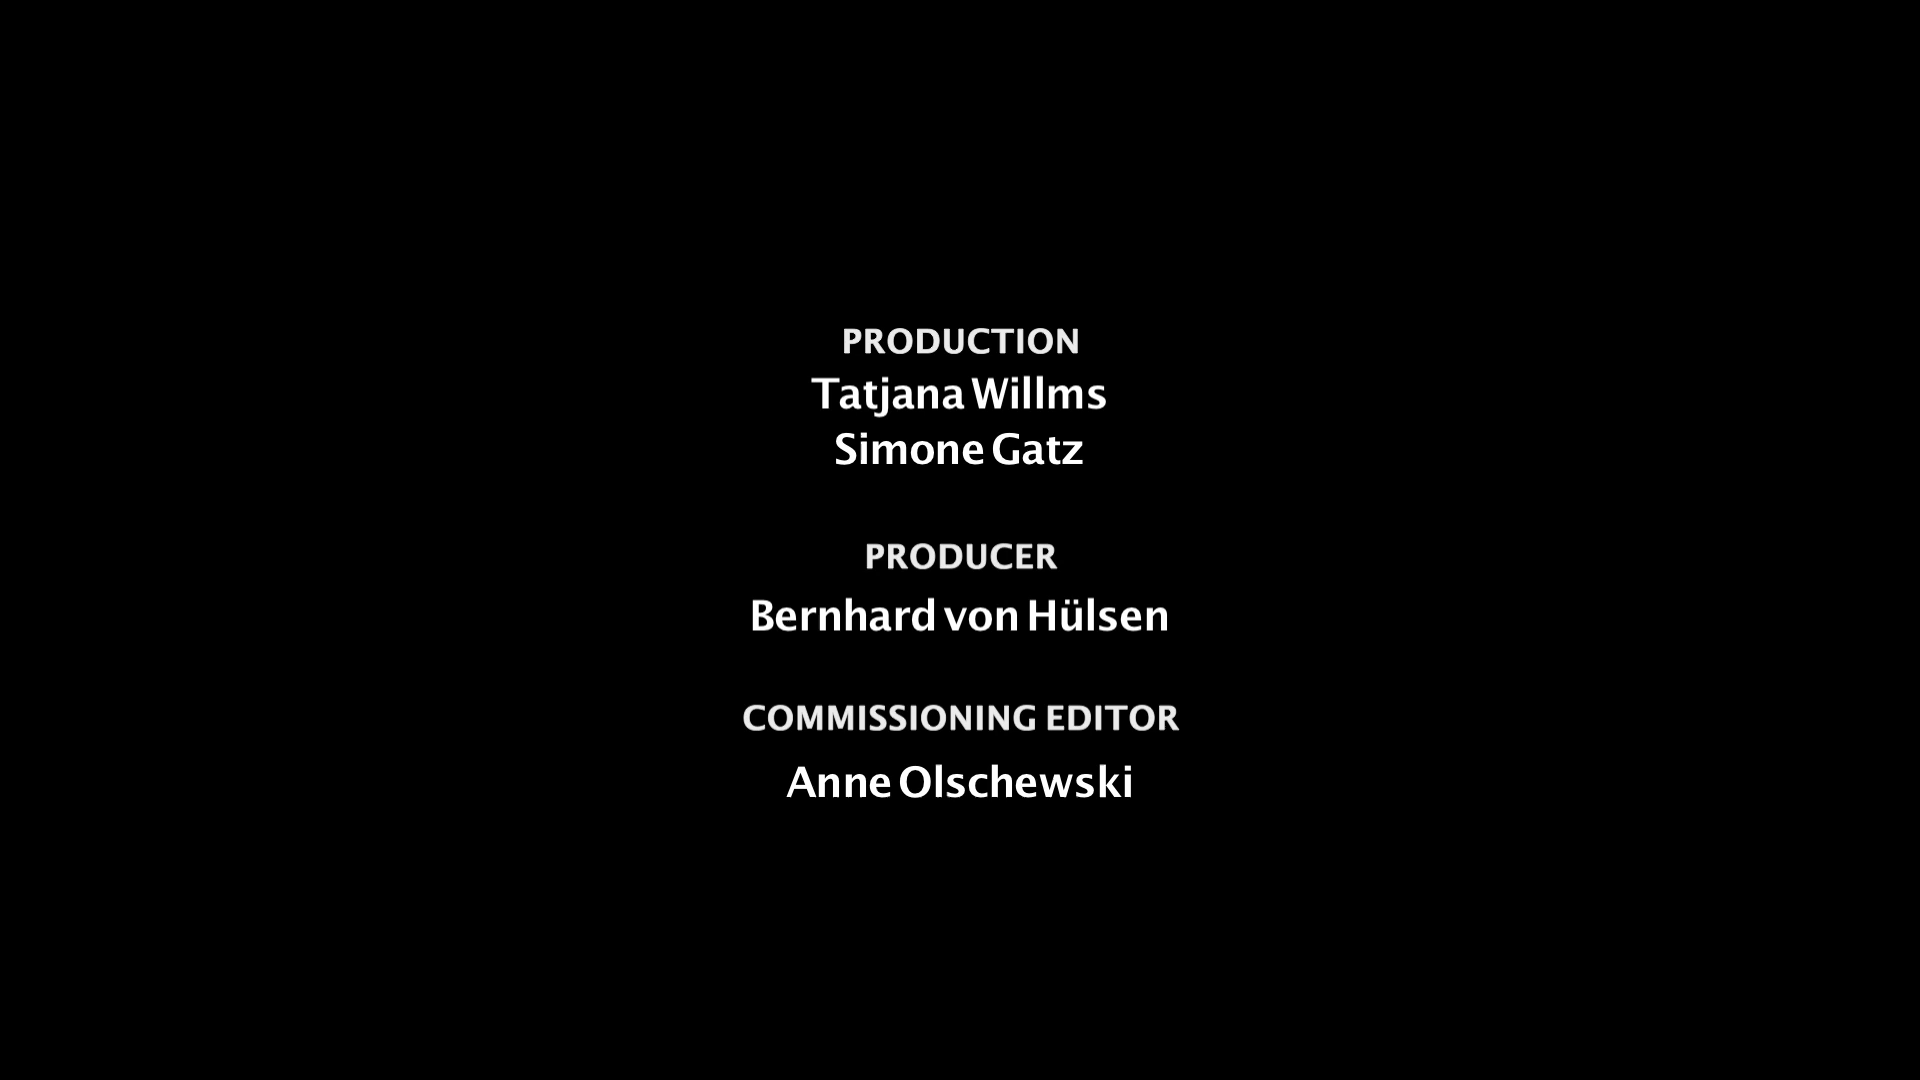 PRODUCTION
Tatjana Willms
Simone Gatz
PRODUCER
Bernhard von Hülsen
COMMISSIONING EDITOR
Anne Olschewski